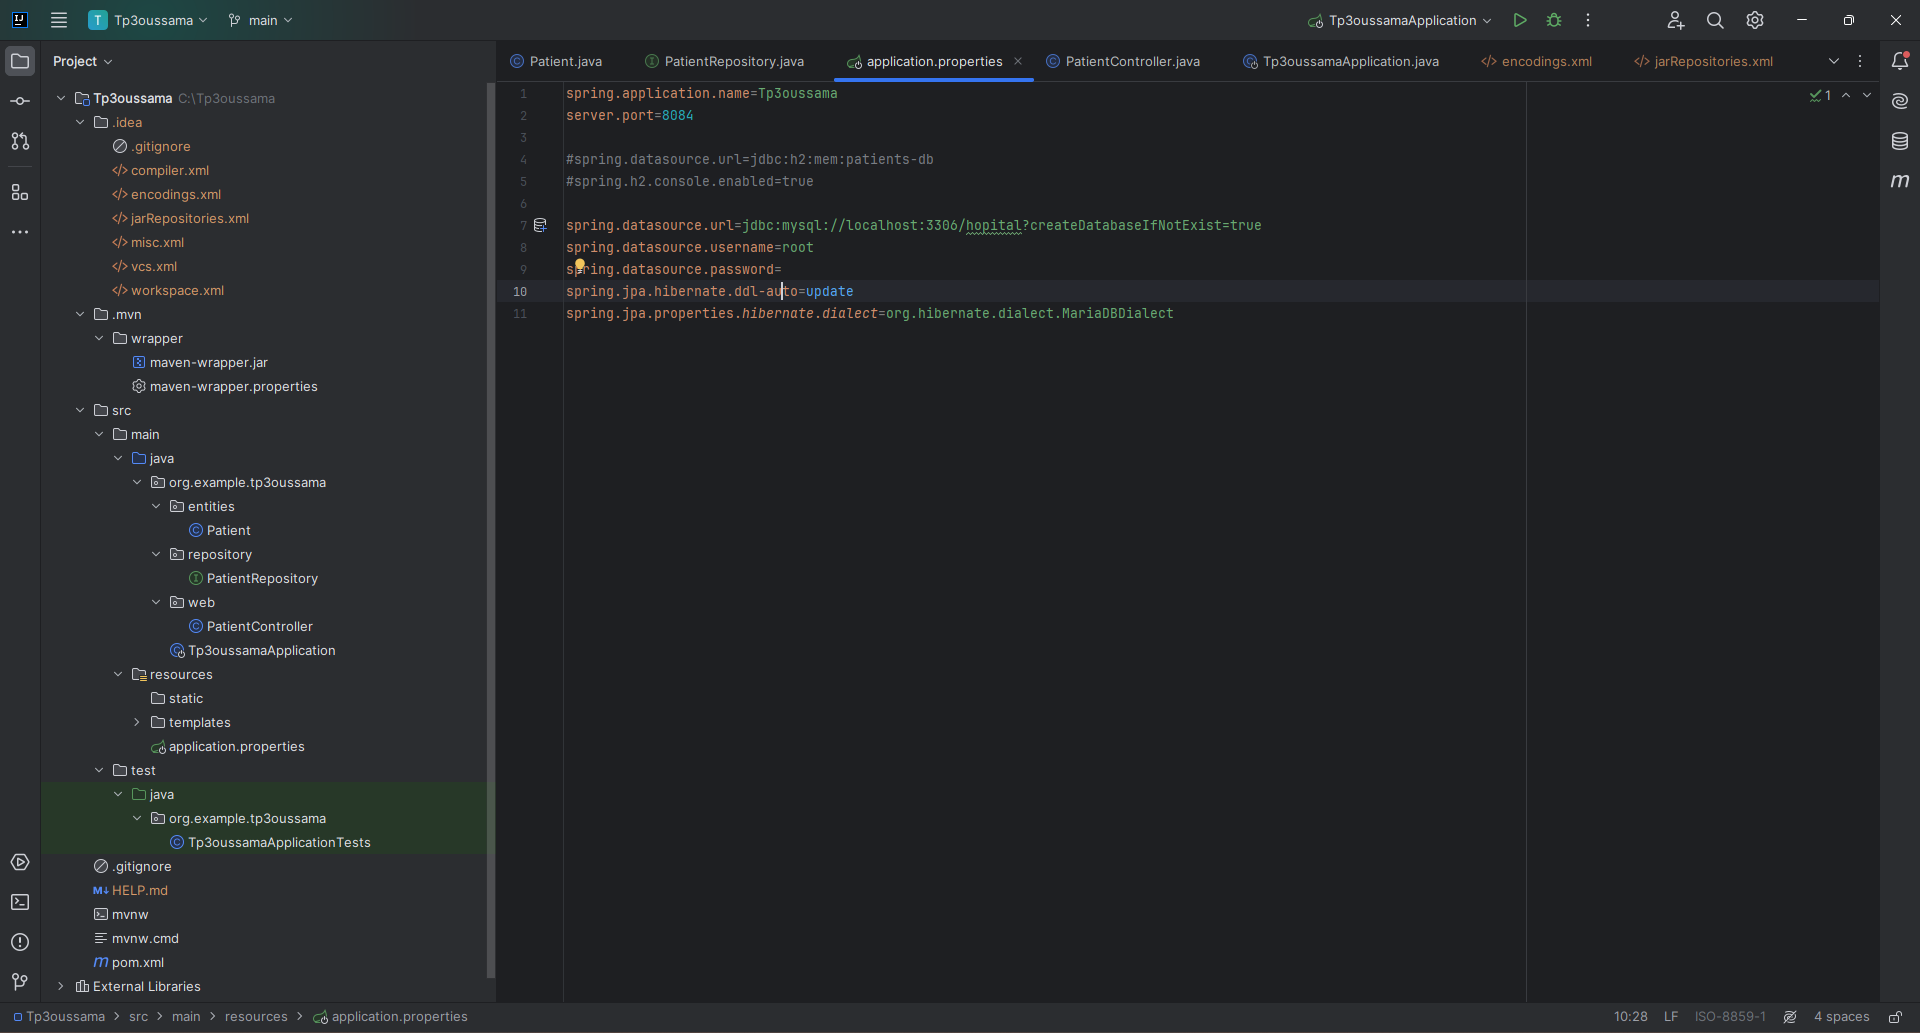 Tp3oussama
main
Tp3oussamaApplication
Project
Patient.java
PatientRepository.java
application.properties
PatientController.java
Tp3oussamaApplication.java
encodings.xml
jarRepositories.xml
Tp3oussama C:\Tp3oussama
.idea
.gitignore
compiler.xml
encodings.xml
jarRepositories.xml
misc.xml
vcs.xml
workspace.xml
.mvn
wrapper
maven-wrapper.jar
maven-wrapper.properties
src
main
java
org.example.tp3oussama
entities
Patient
repository
PatientRepository
web
PatientController
Tp3oussamaApplication
resources
static
templates
application.properties
test
java
org.example.tp3oussama
Tp3oussamaApplicationTests
.gitignore
HELP.md
mvnw
mvnw.cmd
pom.xml
External Libraries
1 spring.application.name=Tp3oussama
2 server.port=8084
3
4 #spring.datasource.url=jdbc:h2:mem:patients-db
5 #spring.h2.console.enabled=true
6
7 spring.datasource.url=jdbc:mysql://localhost:3306/hopital?createDatabaseIfNotExist=true
8 spring.datasource.username=root
9 spring.datasource.password=
10 spring.jpa.hibernate.ddl-auto=update
11 spring.jpa.properties.hibernate.dialect=org.hibernate.dialect.MariaDBDialect
1
Tp3oussama > src > main > resources > application.properties
10:28 LF ISO-8859-1 4 spaces